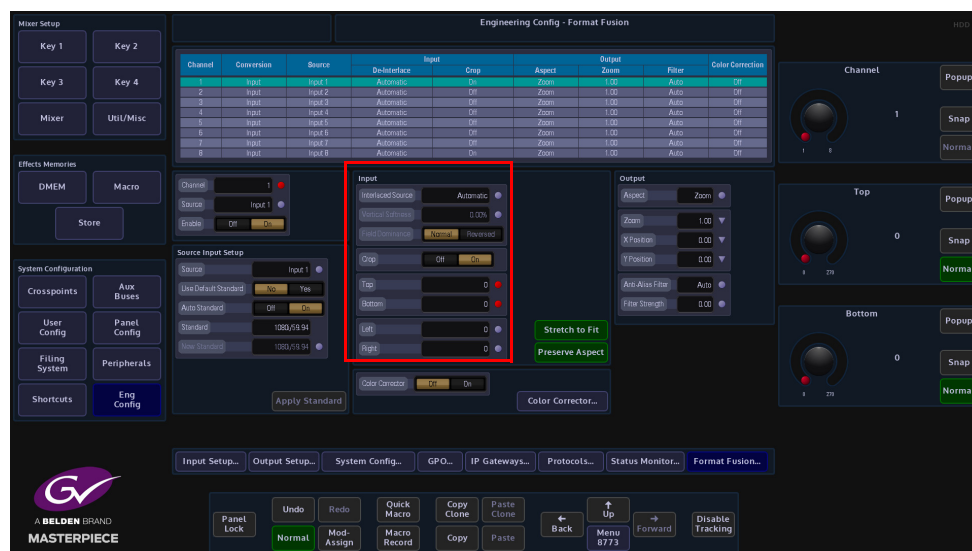 Mixer Setup
Engineering Config - Format Fusion
HDD
Key 1
Key 2
Key 3
Key 4
Mixer
Util/Misc
Channel
Conversion
Source
Input
Output
Color Correction
De-Interlace
Crop
Aspect
Zoom
Filter
1 Input Input 1 Automatic On Zoom 1.00 Auto Off
2 Input Input 2 Automatic Off Zoom 1.00 Auto Off
3 Input Input 3 Automatic Off Zoom 1.00 Auto Off
4 Input Input 4 Automatic Off Zoom 1.00 Auto Off
5 Input Input 5 Automatic Off Zoom 1.00 Auto Off
6 Input Input 6 Automatic Off Zoom 1.00 Auto Off
7 Input Input 7 Automatic Off Zoom 1.00 Auto Off
8 Input Input 8 Automatic Off Zoom 1.00 Auto Off
Channel
1
1 8
Popup
Snap
Norma
Effects Memories
DMEM
Macro
Store
Channel 1
Source Input 1
Enable Off On
Input
Interlaced Source Automatic
Vertical Softness 0.00%
Field Dominance Normal Reversed
Crop Off On
Top 0
Bottom 0
Left 0
Right 0
Color Corrector Off On
Output
Aspect Zoom
Zoom 1.00
X Position 0.00
Y Position 0.00
Anti-Alias Filter Auto
Filter Strength 0.00
Stretch to Fit
Preserve Aspect
Color Corrector...
Top
0
0 270
Popup
Snap
Norma
Source Input Setup
Source Input 1
Use Default Standard No Yes
Auto Standard Off On
Standard 1080i/59.94
New Standard 1080i/59.94
Apply Standard
System Configuration
Crosspoints
Aux Buses
User Config
Panel Config
Filing System
Peripherals
Shortcuts
Eng Config
Bottom
0
0 270
Popup
Snap
Norma
Input Setup...
Output Setup...
System Config...
GPO...
IP Gateways...
Protocols...
Status Monitor...
Format Fusion...
GV
A BELDEN BRAND
MASTERPIECE
Panel Lock
Undo
Redo
Quick Macro
Copy Clone
Paste Clone
Normal
Mod-Assign
Macro Record
Copy
Paste
Back
Up
Menu 8773
Forward
Disable Tracking